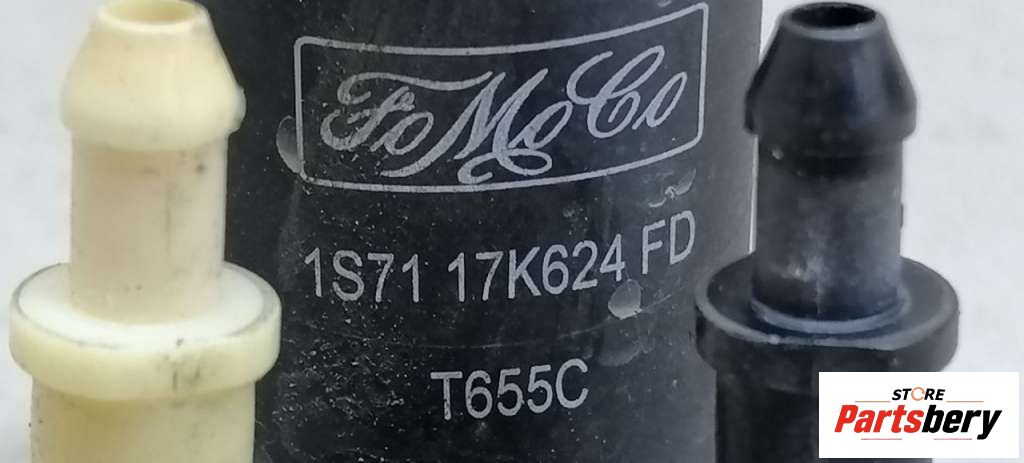 FoMoCo
1S71 17K624 FD
T655C
STORE
Partsbery